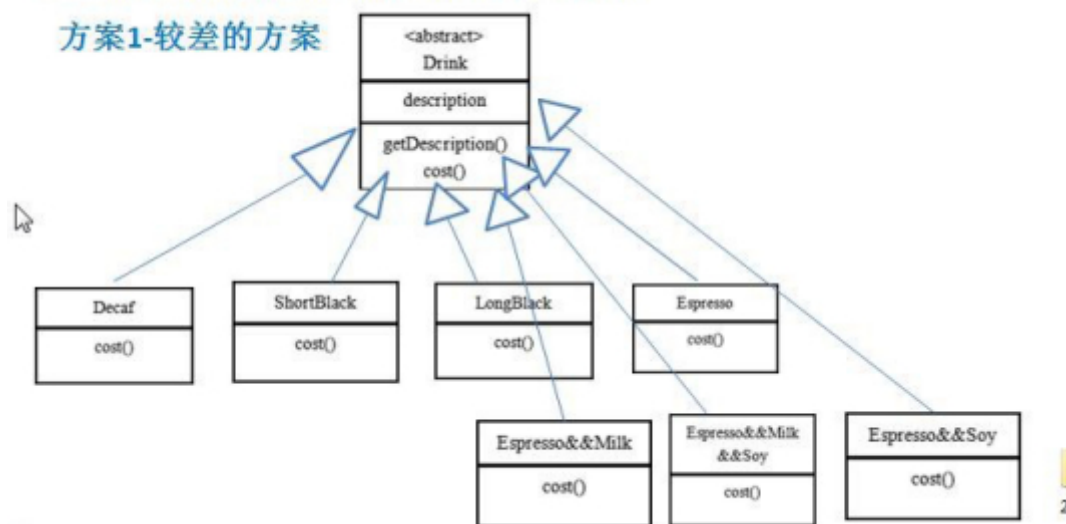 方案1-较差的方案
<abstract>
Drink
description
getDescription()
cost()
Decaf
cost()
ShortBlack
cost()
LongBlack
cost()
Espresso
cost()
Espresso&&Milk
cost()
Espresso&&Milk
&&Soy
cost()
Espresso&&Soy
cost()
2